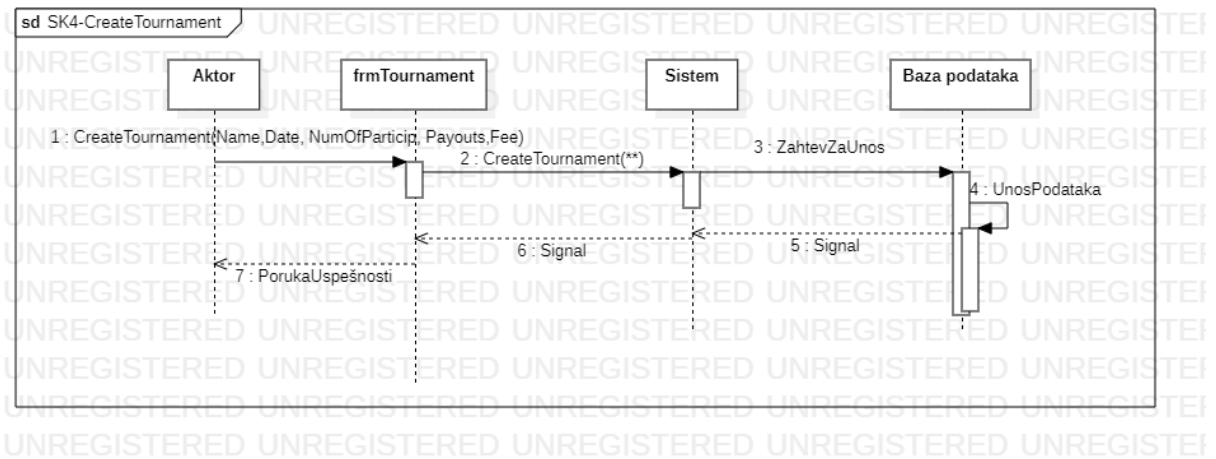 sd SK4-CreateTournament
Aktor
frmTournament
Sistem
Baza podataka
1 : CreateTournament(Name,Date, NumOfParticip, Payouts,Fee)
2 : CreateTournament(**)
3 : ZahtevZaUnos
4 : UnosPodataka
5 : Signal
6 : Signal
7 : PorukaUspešnosti
UNREGISTERED UNREGISTERED UNREGISTERED UNREGISTERED